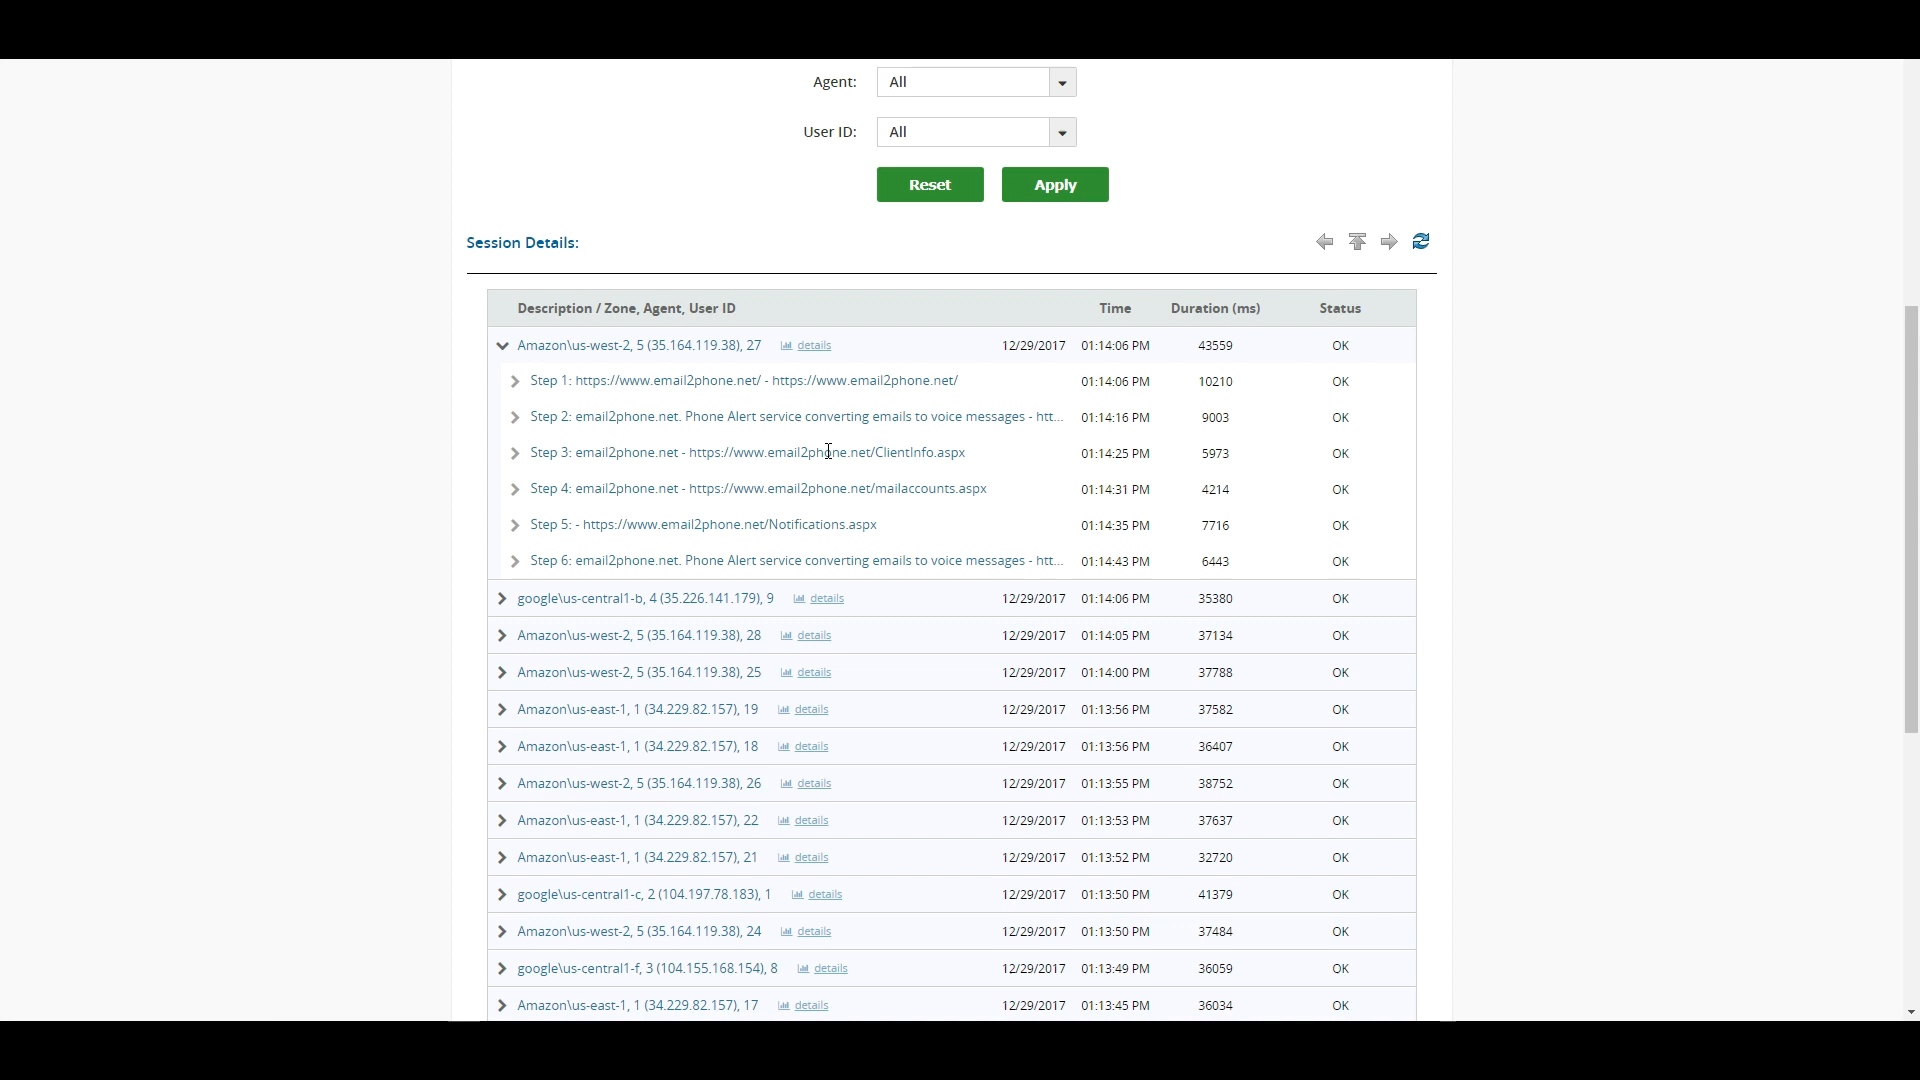 Agent: All
User ID: All
Reset Apply
Session Details:
Description / Zone, Agent, User ID Time Duration (ms) Status
Amazon\us-west-2, 5 (35.164.119.38), 27 details 12/29/2017 01:14:06 PM 43559 OK
Step 1: https://www.email2phone.net/ - https://www.email2phone.net/ 01:14:06 PM 10210 OK
Step 2: email2phone.net. Phone Alert service converting emails to voice messages - htt... 01:14:16 PM 9003 OK
Step 3: email2phone.net - https://www.email2phone.net/ClientInfo.aspx 01:14:25 PM 5973 OK
Step 4: email2phone.net - https://www.email2phone.net/mailaccounts.aspx 01:14:31 PM 4214 OK
Step 5: - https://www.email2phone.net/Notifications.aspx 01:14:35 PM 7716 OK
Step 6: email2phone.net. Phone Alert service converting emails to voice messages - htt... 01:14:43 PM 6443 OK
google\us-central1-b, 4 (35.226.141.179), 9 details 12/29/2017 01:14:06 PM 35380 OK
Amazon\us-west-2, 5 (35.164.119.38), 28 details 12/29/2017 01:14:05 PM 37134 OK
Amazon\us-west-2, 5 (35.164.119.38), 25 details 12/29/2017 01:14:00 PM 37788 OK
Amazon\us-east-1, 1 (34.229.82.157), 19 details 12/29/2017 01:13:56 PM 37582 OK
Amazon\us-east-1, 1 (34.229.82.157), 18 details 12/29/2017 01:13:56 PM 36407 OK
Amazon\us-west-2, 5 (35.164.119.38), 26 details 12/29/2017 01:13:55 PM 38752 OK
Amazon\us-east-1, 1 (34.229.82.157), 22 details 12/29/2017 01:13:53 PM 37637 OK
Amazon\us-east-1, 1 (34.229.82.157), 21 details 12/29/2017 01:13:52 PM 32720 OK
google\us-central1-c, 2 (104.197.78.183), 1 details 12/29/2017 01:13:50 PM 41379 OK
Amazon\us-west-2, 5 (35.164.119.38), 24 details 12/29/2017 01:13:50 PM 37484 OK
google\us-central1-f, 3 (104.155.168.154), 8 details 12/29/2017 01:13:49 PM 36059 OK
Amazon\us-east-1, 1 (34.229.82.157), 17 details 12/29/2017 01:13:45 PM 36034 OK